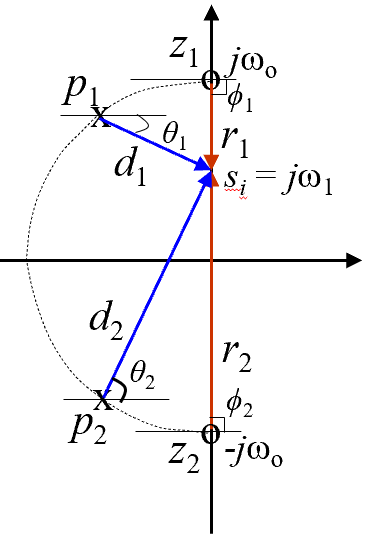 z₁ jωₒ
p₁ x ϕ₁
θ₁ r₁
d₁ sᵢ = jω₁
d₂
r₂
θ₂
x ϕ₂
p₂
z₂ -jωₒ